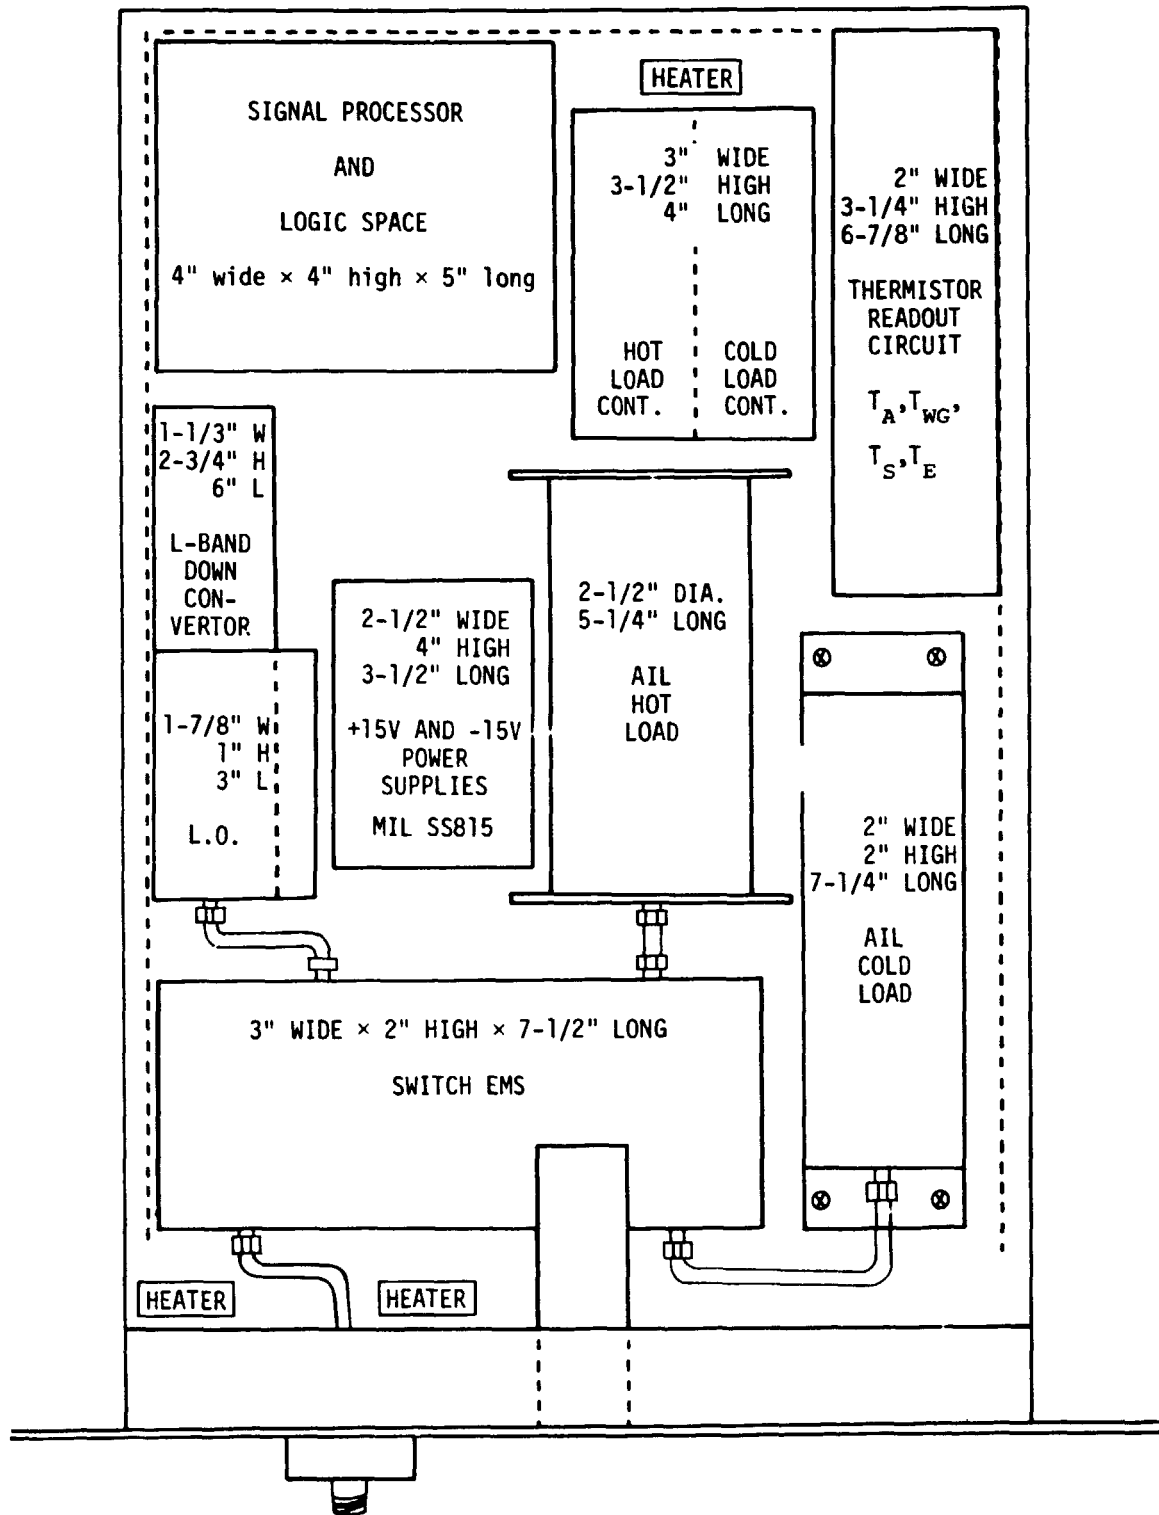 SIGNAL PROCESSOR
AND
LOGIC SPACE
4" wide × 4" high × 5" long
HEATER
3" WIDE
3-1/2" HIGH
4" LONG
HOT
LOAD
CONT.
COLD
LOAD
CONT.
2" WIDE
3-1/4" HIGH
6-7/8" LONG
THERMISTOR
READOUT
CIRCUIT
T_A, T_WG,
T_S, T_E
1-1/3" W
2-3/4" H
6" L
L-BAND
DOWN
CON-
VERTOR
1-7/8" W
1" H
3" L
L.O.
2-1/2" WIDE
4" HIGH
3-1/2" LONG
+15V AND -15V
POWER
SUPPLIES
MIL SS815
2-1/2" DIA.
5-1/4" LONG
AIL
HOT
LOAD
2" WIDE
2" HIGH
7-1/4" LONG
AIL
COLD
LOAD
3" WIDE × 2" HIGH × 7-1/2" LONG
SWITCH EMS
HEATER
HEATER